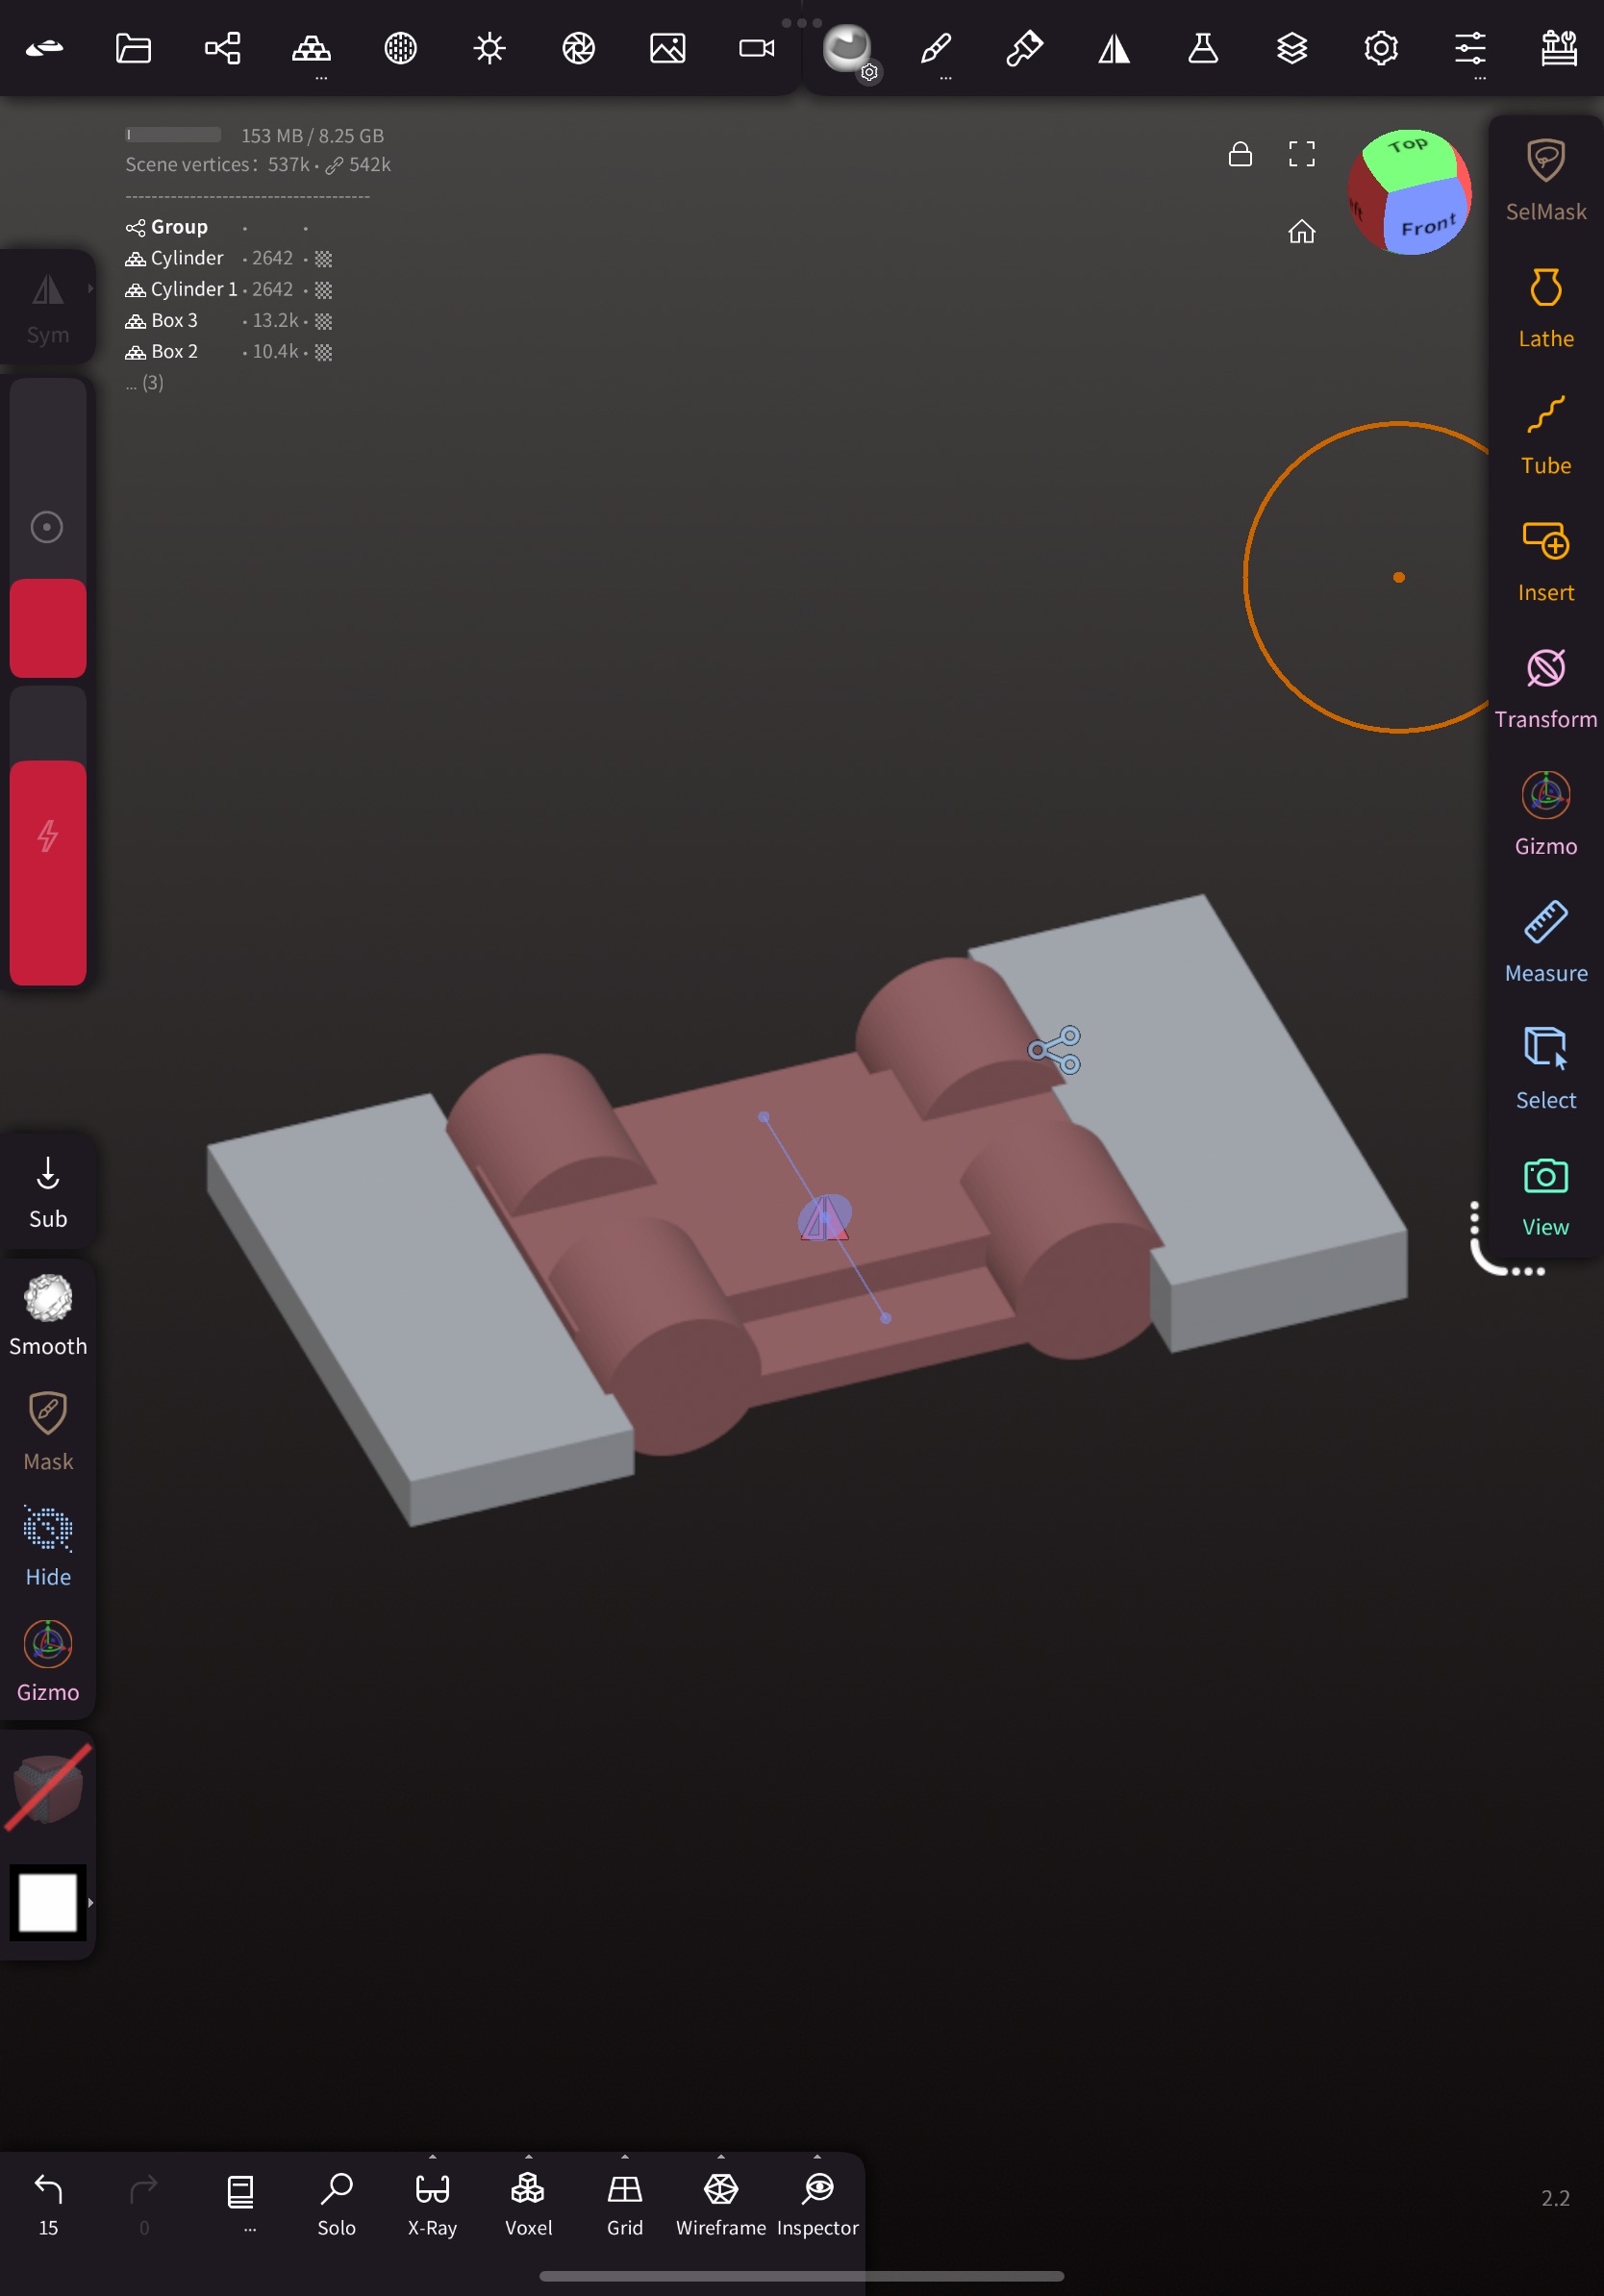 153 MB / 8.25 GB
Scene vertices: 537k • 542k
Group • •
Cylinder • 2642 •
Cylinder 1 • 2642 •
Box 3 • 13.2k •
Box 2 • 10.4k •
... (3)
Top
Front
Sym
Sub
Smooth
Mask
Hide
Gizmo
SelMask
Lathe
Tube
Insert
Transform
Gizmo
Measure
Select
View
15
0
...
Solo
X-Ray
Voxel
Grid
Wireframe
Inspector
2.2